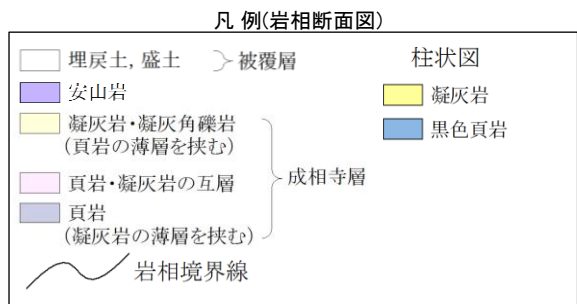 凡 例(岩相断面図)
埋戻土, 盛土
被覆層
安山岩
凝灰岩・凝灰角礫岩
(頁岩の薄層を挟む)
頁岩・凝灰岩の互層
頁岩
(凝灰岩の薄層を挟む)
成相寺層
岩相境界線
柱状図
凝灰岩
黒色頁岩